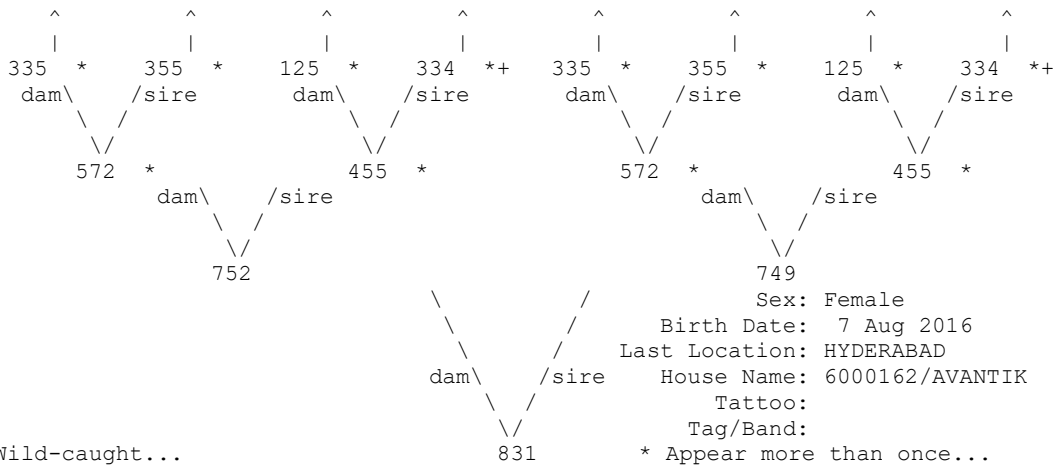 ^ ^ ^ ^ ^ ^ ^ ^
| | | | | | | |
335 * 355 * 125 * 334 *+ 335 * 355 * 125 * 334 *+
dam\ /sire dam\ /sire dam\ /sire dam\ /sire
\ / \ / \ / \ /
\/ \/ \/ \/
572 * 455 * 572 * 455 *
dam\ /sire dam\ /sire
\ / \ /
\/ \/
752 749
\ / Sex: Female
\ / Birth Date: 7 Aug 2016
\ / Last Location: HYDERABAD
dam\ /sire House Name: 6000162/AVANTIK
\ / Tattoo:
\/ Tag/Band:
Wild-caught... 831 * Appear more than once...